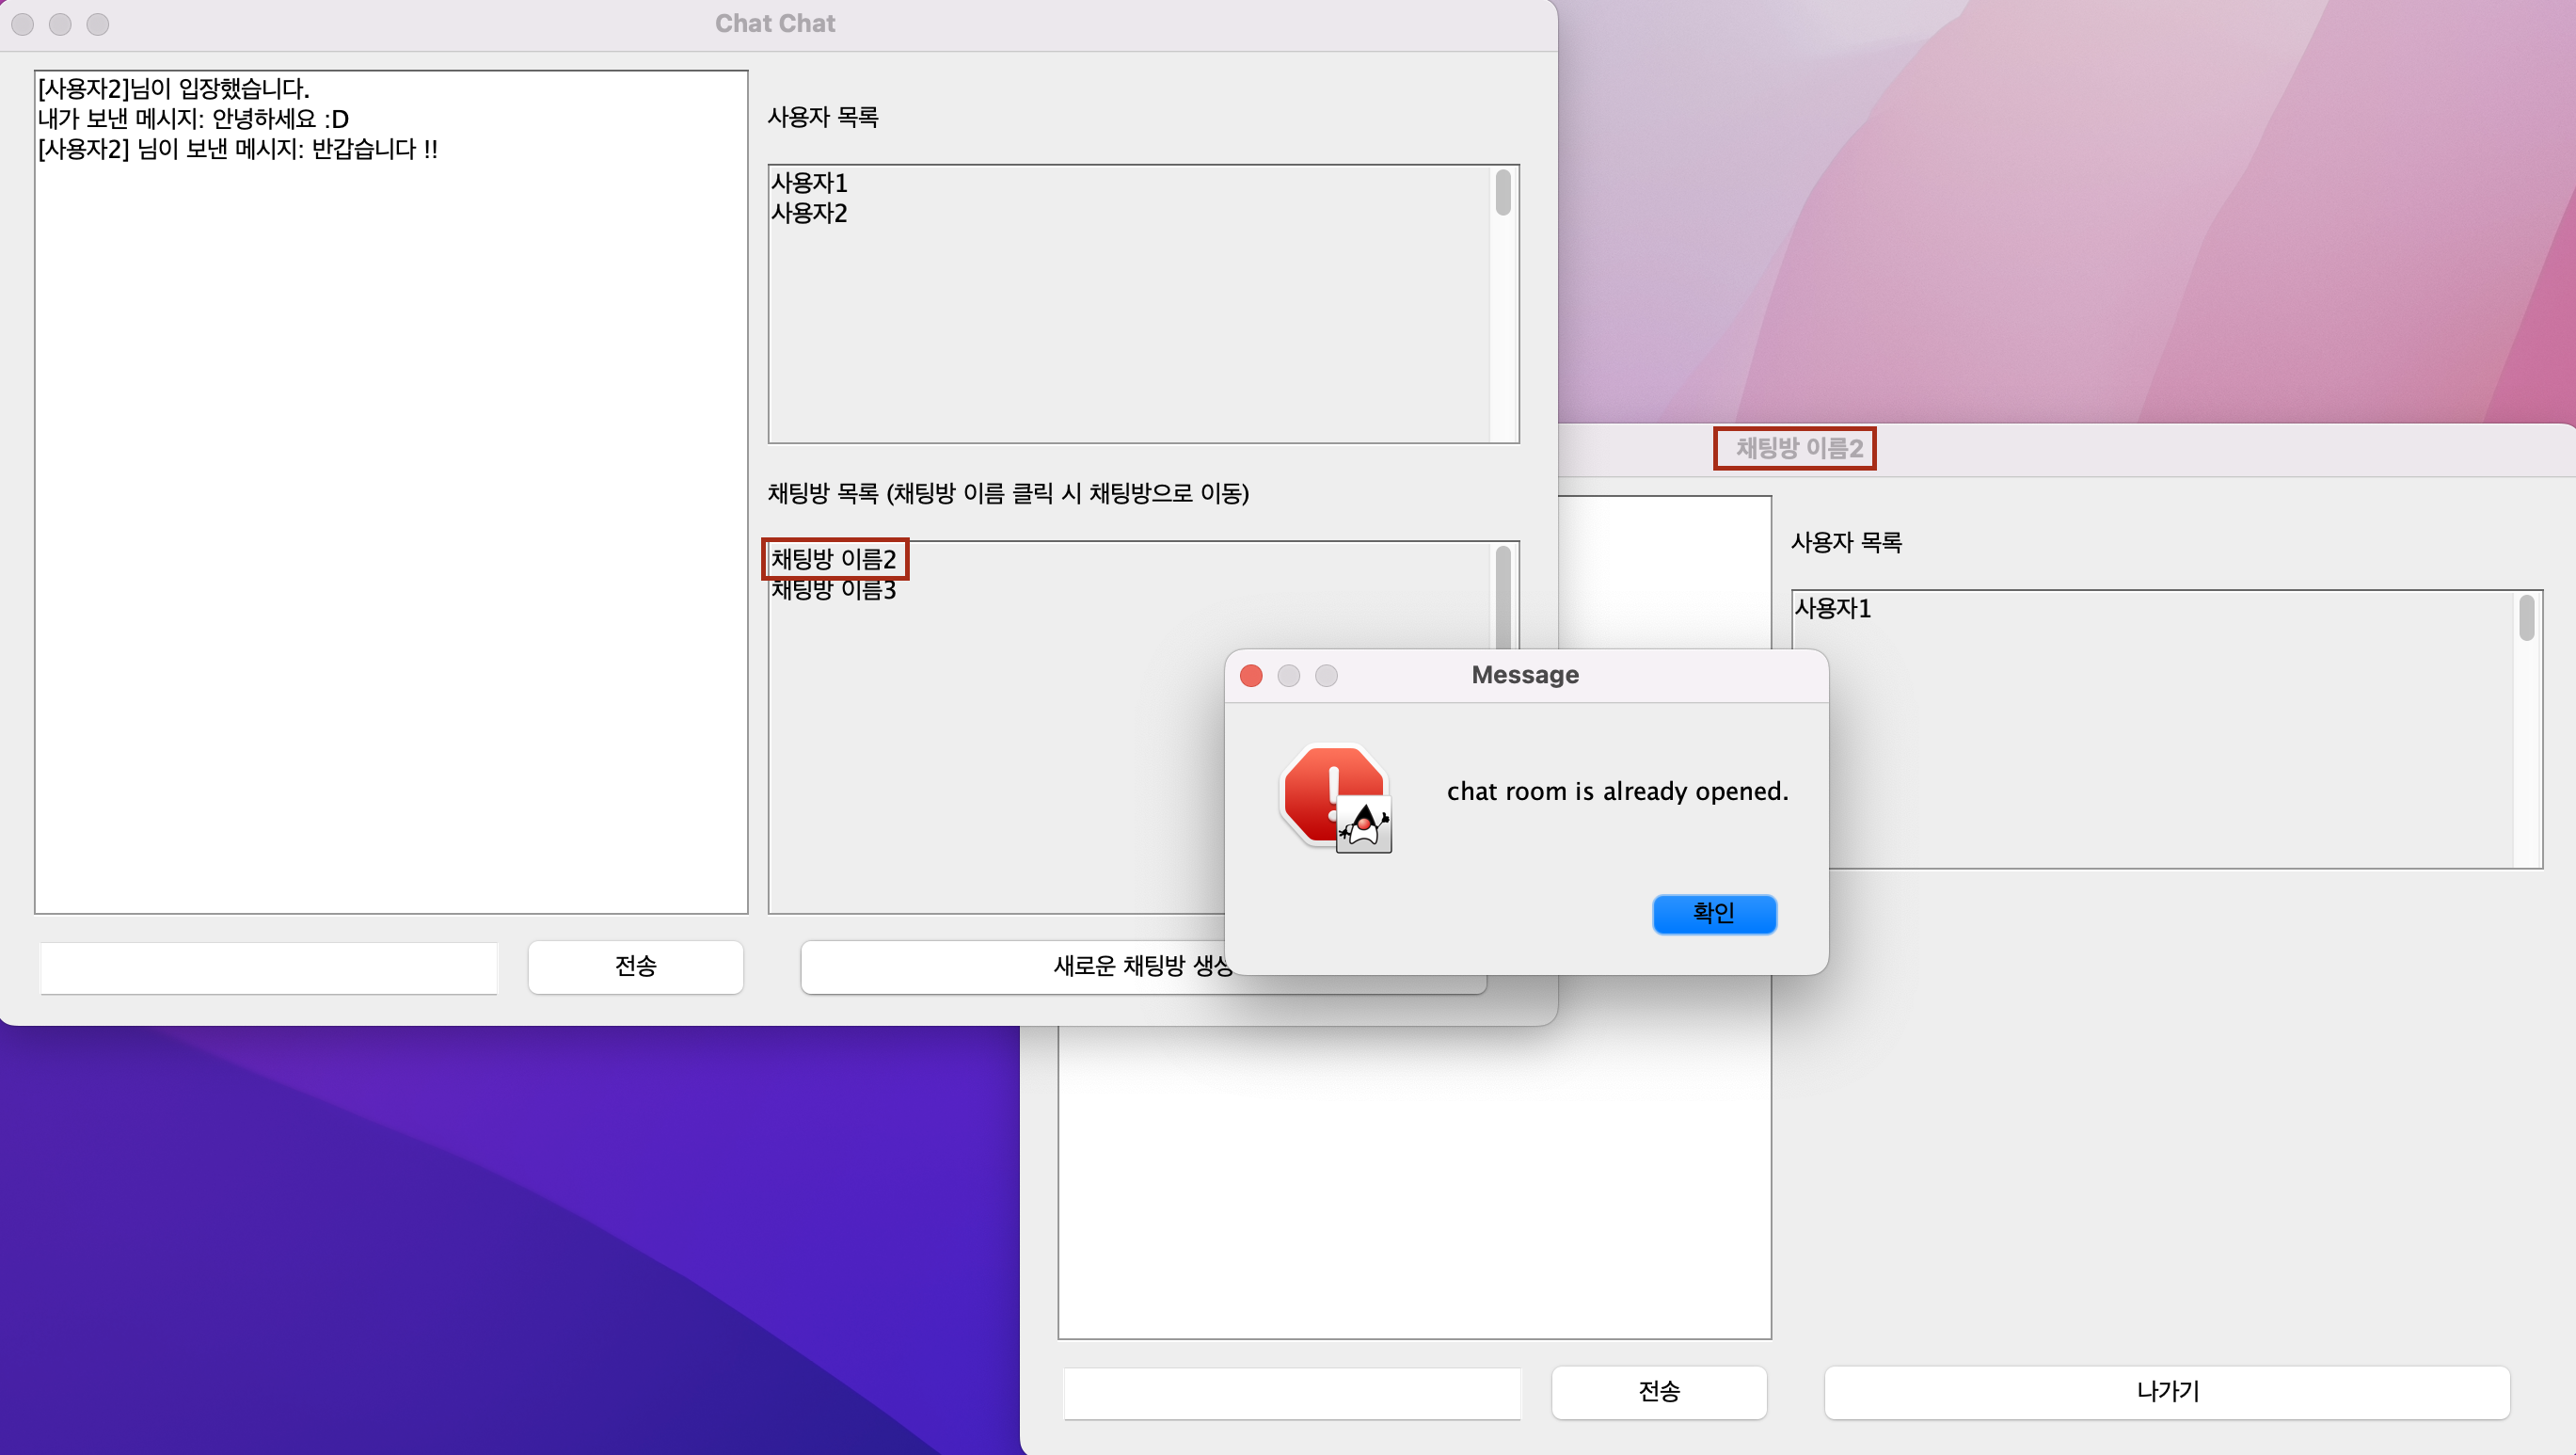 Chat Chat
[사용자2]님이 입장했습니다.
내가 보낸 메시지: 안녕하세요 :D
[사용자2] 님이 보낸 메시지: 반갑습니다 !!
사용자 목록
사용자1
사용자2
채팅방 목록 (채팅방 이름 클릭 시 채팅방으로 이동)
채팅방 이름2
채팅방 이름3
전송
새로운 채팅방 생성
채팅방 이름2
사용자 목록
사용자1
Message
chat room is already opened.
확인
전송
나가기